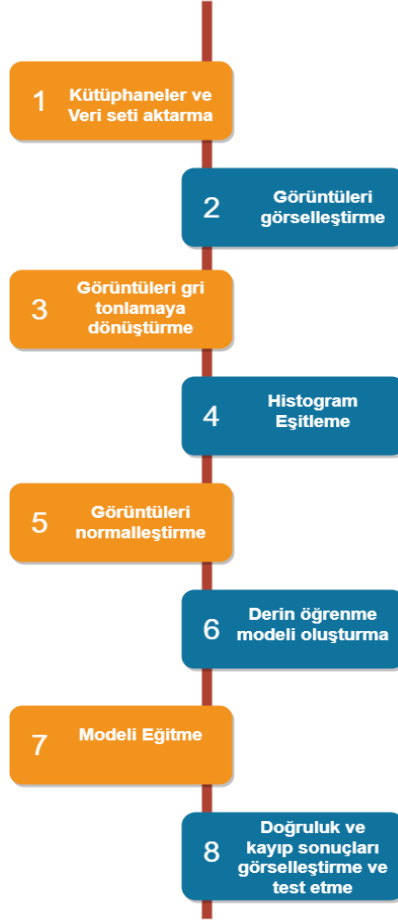 1
Kütüphaneler ve
Veri seti aktarma
2
Görüntüleri
görselleştirme
3
Görüntüleri gri
tonlamaya
dönüştürme
4
Histogram
Eşitleme
5
Görüntüleri
normalleştirme
6
Derin öğrenme
modeli oluşturma
7
Modeli Eğitme
8
Doğruluk ve
kayıp sonuçları
görselleştirme ve
test etme